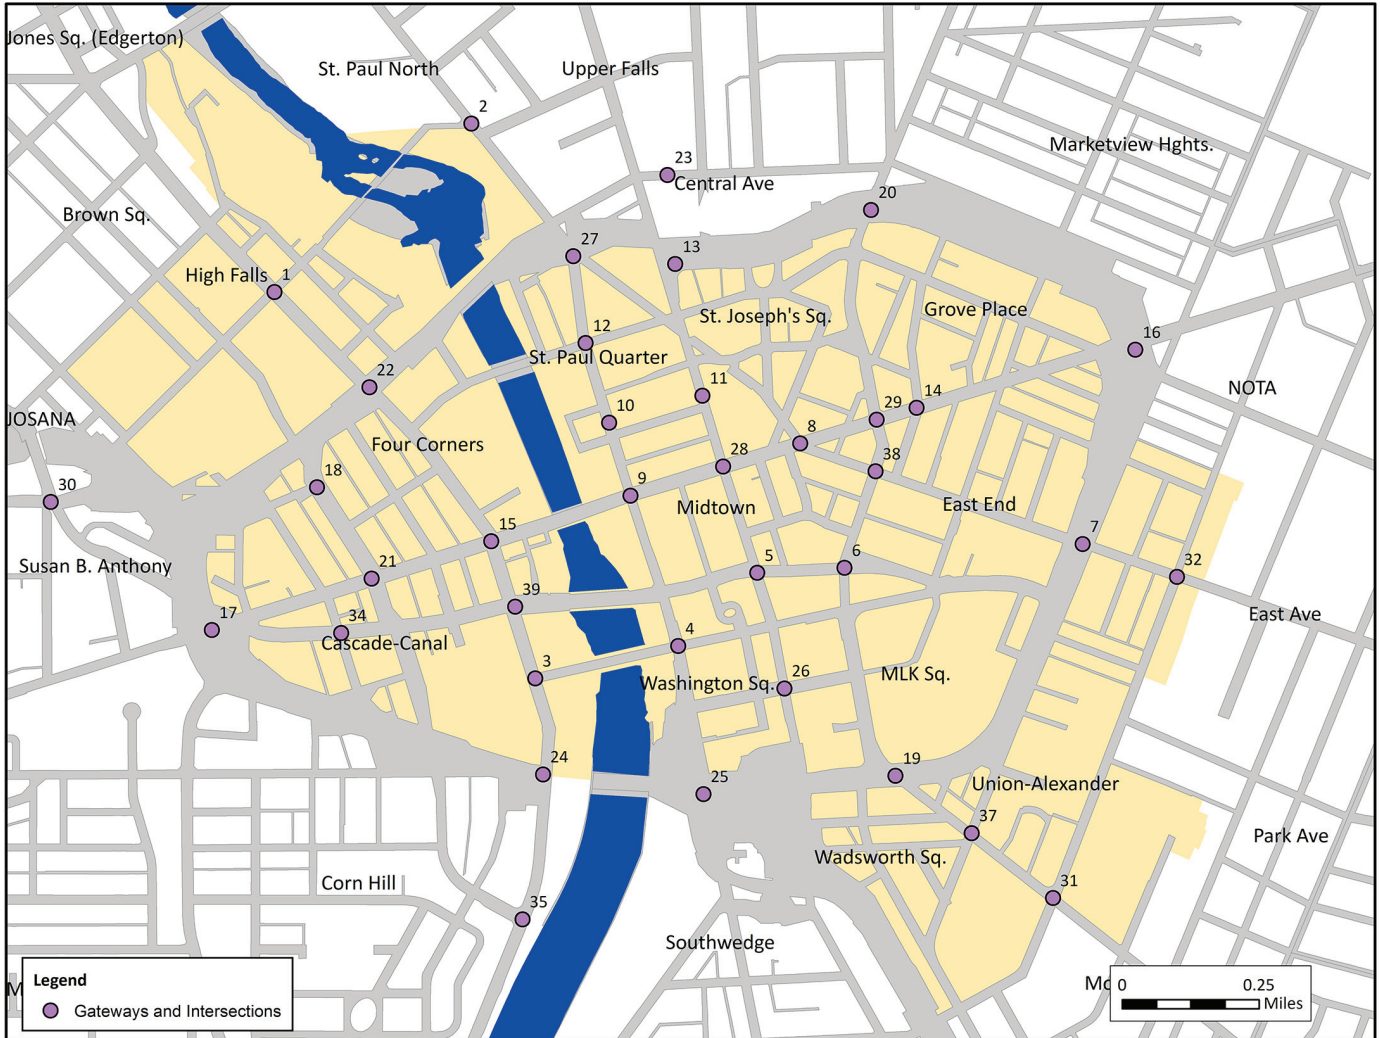 Jones Sq. (Edgerton)
St. Paul North
Upper Falls
2
Marketview Hghts.
23
Central Ave
20
Brown Sq.
27
13
High Falls
1
St. Joseph's Sq.
Grove Place
12
St. Paul Quarter
16
22
11
NOTA
JOSANA
10
29
14
Four Corners
8
28
38
18
30
9
Midtown
East End
15
7
5
6
32
Susan B. Anthony
21
39
17
34
Cascade-Canal
East Ave
4
3
Washington Sq.
26
MLK Sq.
24
19
25
Union-Alexander
37
Wadsworth Sq.
Park Ave
Corn Hill
31
35
Southwedge
M
Mo
Legend
Gateways and Intersections
0 0.25
Miles